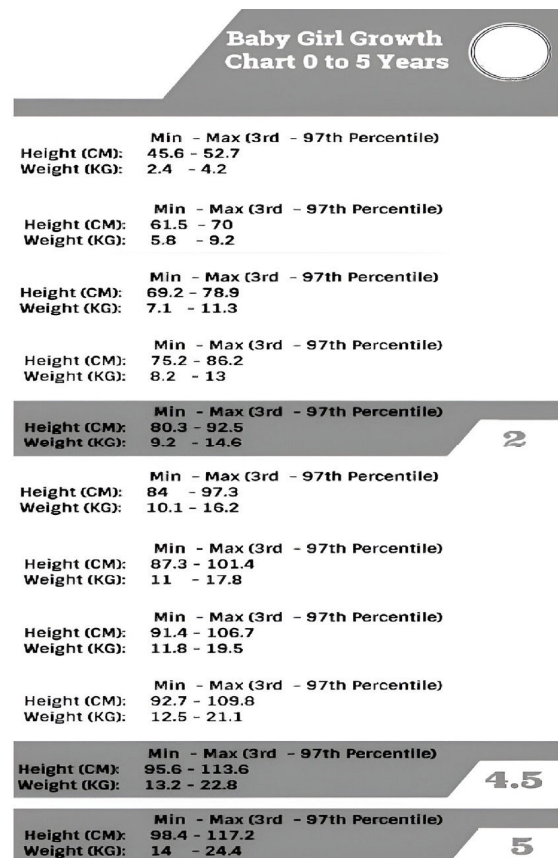 Baby Girl Growth
Chart 0 to 5 Years
Min - Max (3rd - 97th Percentile)
Height (CM): 45.6 - 52.7
Weight (KG): 2.4 - 4.2
Min - Max (3rd - 97th Percentile)
Height (CM): 61.5 - 70
Weight (KG): 5.8 - 9.2
Min - Max (3rd - 97th Percentile)
Height (CM): 69.2 - 78.9
Weight (KG): 7.1 - 11.3
Min - Max (3rd - 97th Percentile)
Height (CM): 75.2 - 86.2
Weight (KG): 8.2 - 13
Min - Max (3rd - 97th Percentile)
Height (CM): 80.3 - 92.5
Weight (KG): 9.2 - 14.6
2
Min - Max (3rd - 97th Percentile)
Height (CM): 84 - 97.3
Weight (KG): 10.1 - 16.2
Min - Max (3rd - 97th Percentile)
Height (CM): 87.3 - 101.4
Weight (KG): 11 - 17.8
Min - Max (3rd - 97th Percentile)
Height (CM): 91.4 - 106.7
Weight (KG): 11.8 - 19.5
Min - Max (3rd - 97th Percentile)
Height (CM): 92.7 - 109.8
Weight (KG): 12.5 - 21.1
Min - Max (3rd - 97th Percentile)
Height (CM): 95.6 - 113.6
Weight (KG): 13.2 - 22.8
4.5
Min - Max (3rd - 97th Percentile)
Height (CM): 98.4 - 117.2
Weight (KG): 14 - 24.4
5